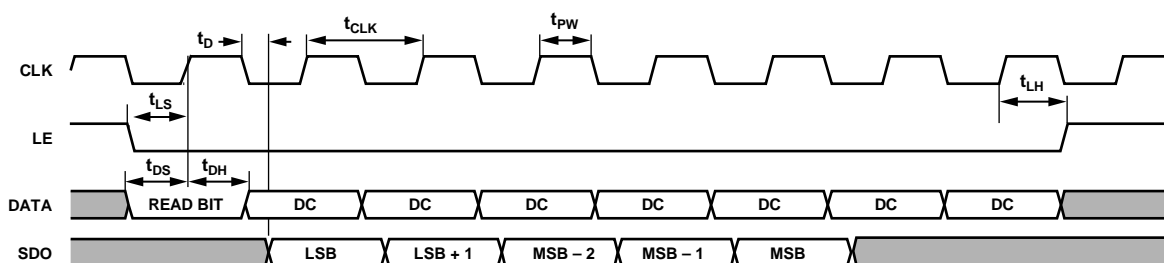 tD
tCLK
tPW
CLK
tLS
tLH
LE
tDS
tDH
DATA
READ BIT
DC
DC
DC
DC
DC
DC
DC
SDO
LSB
LSB + 1
MSB – 2
MSB – 1
MSB